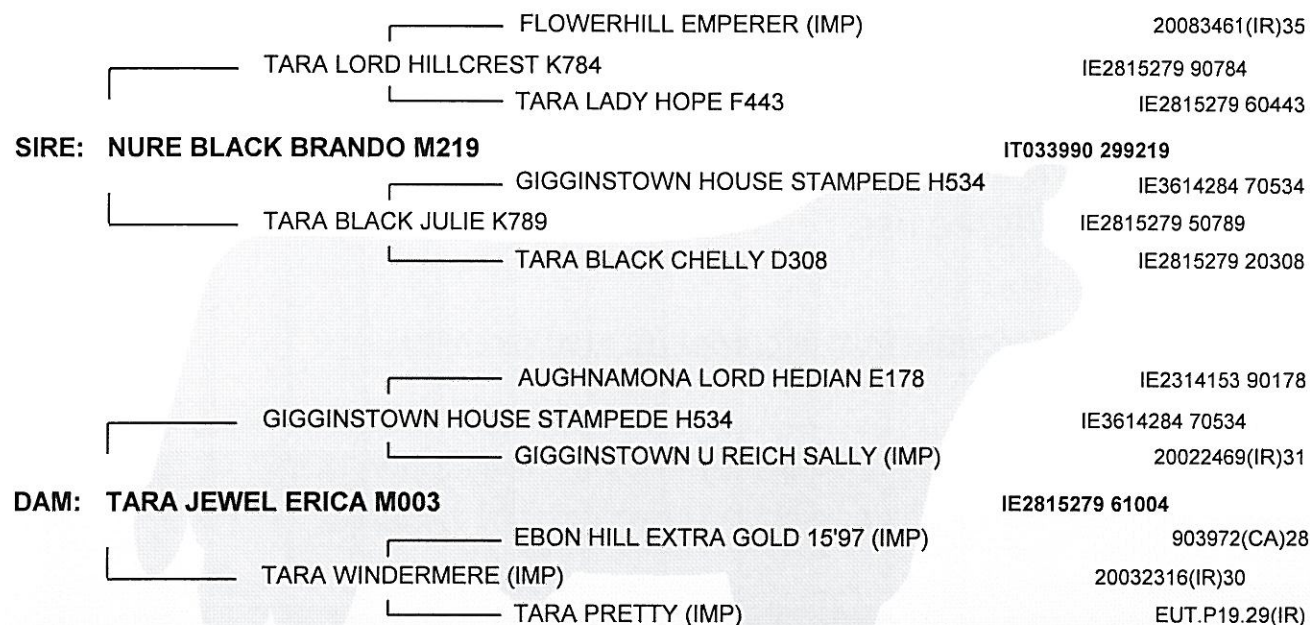 FLOWERHILL EMPERER (IMP) 20083461(IR)35
TARA LORD HILLCREST K784 IE2815279 90784
TARA LADY HOPE F443 IE2815279 60443
SIRE: NURE BLACK BRANDO M219 IT033990 299219
GIGGINSTOWN HOUSE STAMPEDE H534 IE3614284 70534
TARA BLACK JULIE K789 IE2815279 50789
TARA BLACK CHELLY D308 IE2815279 20308
AUGHNAMONA LORD HEDIAN E178 IE2314153 90178
GIGGINSTOWN HOUSE STAMPEDE H534 IE3614284 70534
GIGGINSTOWN U REICH SALLY (IMP) 20022469(IR)31
DAM: TARA JEWEL ERICA M003 IE2815279 61004
EBON HILL EXTRA GOLD 15'97 (IMP) 903972(CA)28
TARA WINDERMERE (IMP) 20032316(IR)30
TARA PRETTY (IMP) EUT.P19.29(IR)